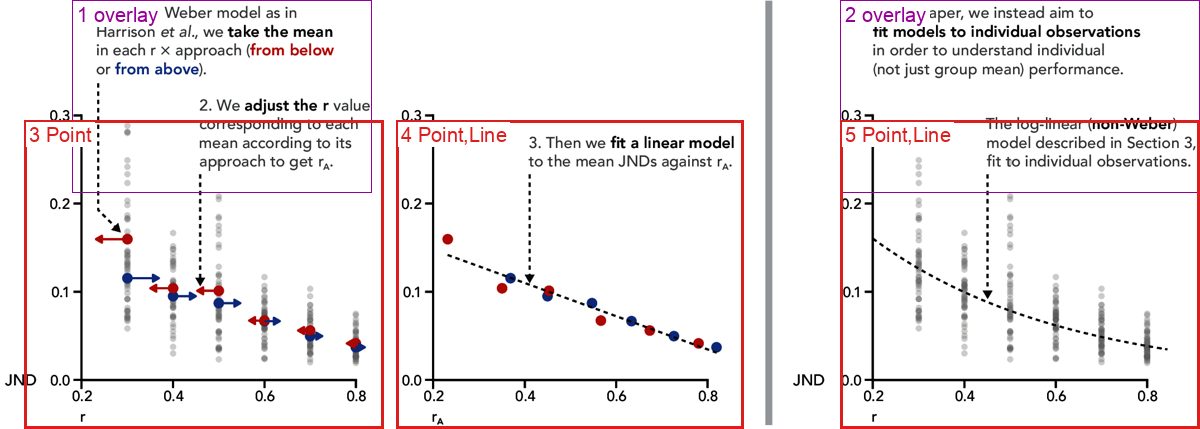 1 overlay Weber model as in
Harrison et al., we take the mean
in each r × approach (from below
or from above).
2. We adjust the r value
corresponding to each
mean according to its
approach to get rA.
3 Point
0.3
0.2
0.1
JND 0.0
0.2 0.4 0.6 0.8
r
4 Point,Line
3. Then we fit a linear model
to the mean JNDs against rA.
0.3
0.2
0.1
0.0
0.2 0.4 0.6 0.8
rA
2 overlay aper, we instead aim to
fit models to individual observations
in order to understand individual
(not just group mean) performance.
5 Point,Line
The log-linear (non-Weber)
model described in Section 3,
fit to individual observations.
0.3
0.2
0.1
JND 0.0
0.2 0.4 0.6 0.8
r